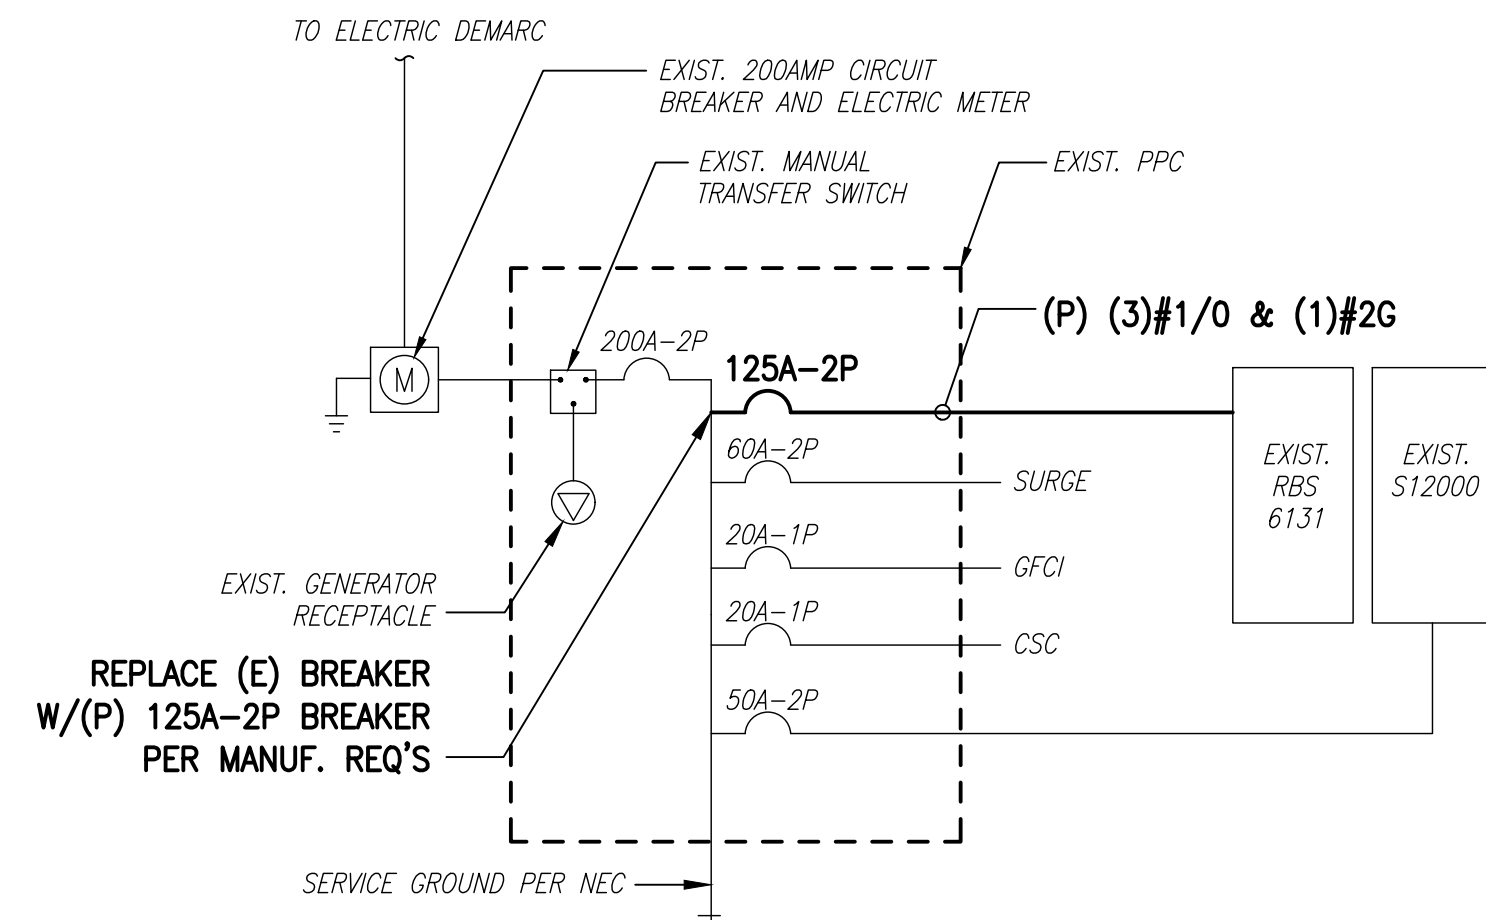 TO ELECTRIC DEMARC
EXIST. 200AMP CIRCUIT
BREAKER AND ELECTRIC METER
EXIST. MANUAL
TRANSFER SWITCH
EXIST. PPC
(P) (3)#1/0 & (1)#2G
200A-2P
125A-2P
M
60A-2P
SURGE
EXIST.
RBS
6131
EXIST.
S12000
20A-1P
GFCI
EXIST. GENERATOR
RECEPTACLE
20A-1P
CSC
REPLACE (E) BREAKER
W/(P) 125A-2P BREAKER
PER MANUF. REQ'S
50A-2P
SERVICE GROUND PER NEC